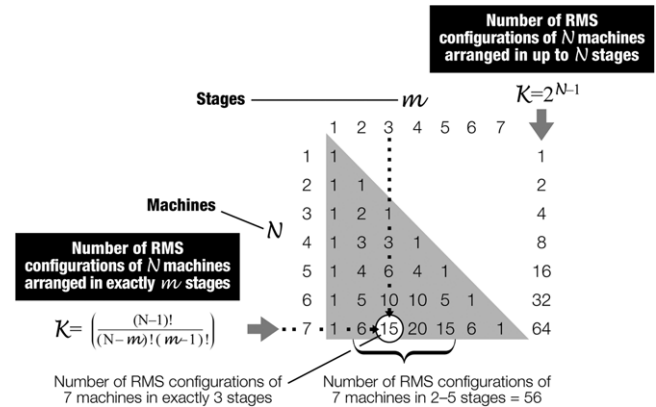 Number of RMS
configurations of N machines
arranged in up to N stages
Stages m K=2^{N–1}
1 2 3 4 5 6 7
1 1 1
2 1 1 2
Machines
N
3 1 2 1 4
4 1 3 3 1 8
5 1 4 6 4 1 16
6 1 5 10 10 5 1 32
7 1 6 15 20 15 6 1 64
Number of RMS
configurations of N machines
arranged in exactly m stages
K= ((N–1)! / (N–m)!(m–1)!)
Number of RMS configurations of
7 machines in exactly 3 stages
Number of RMS configurations of
7 machines in 2–5 stages = 56